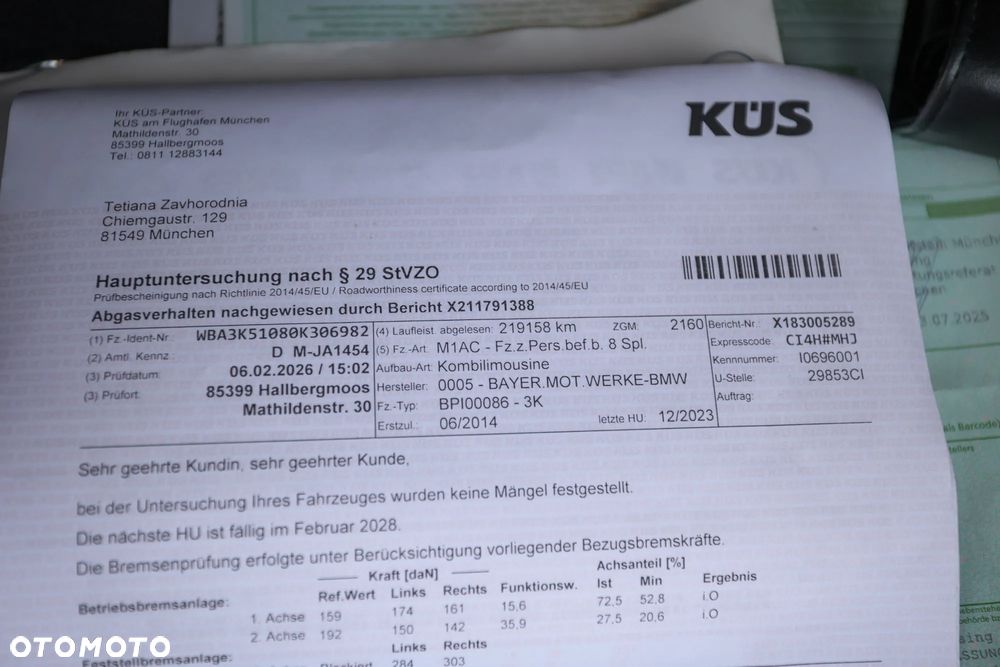 Ihr KÜS-Partner:
KÜS am Flughafen München
Mathildenstr. 30
85399 Hallbergmoos
Tel.: 0811 12883144
KÜS
Tetiana Zavhorodnia
Chiemgaustr. 129
81549 München
Hauptuntersuchung nach § 29 StVZO
Prüfbescheinigung nach Richtlinie 2014/45/EU / Roadworthiness certificate according to 2014/45/EU
Abgasverhalten nachgewiesen durch Bericht X211791388
(1) Fz.-Ident-Nr.: WBA3K51080K306982
(2) Amtl. Kennz.: D M-JA1454
(3) Prüfdatum: 06.02.2026 / 15:02
(3) Prüfort: 85399 Hallbergmoos
Mathildenstr. 30
(4) Laufleist. abgelesen: 219158 km ZGM: 2160
(5) Fz.-Art: M1AC - Fz.z.Pers.bef.b. 8 Spl.
Aufbau-Art: Kombilimousine
Hersteller: 0005 - BAYER.MOT.WERKE-BMW
Fz.-Typ: BPI00086 - 3K
Erstzul.: 06/2014 letzte HU: 12/2023
Bericht-Nr.: X183005289
Expresscode: CI4H#MHJ
Kennnummer: I0696001
U-Stelle: 29853CI
Auftrag:
Sehr geehrte Kundin, sehr geehrter Kunde,
bei der Untersuchung Ihres Fahrzeuges wurden keine Mängel festgestellt.
Die nächste HU ist fällig im Februar 2028.
Die Bremsenprüfung erfolgte unter Berücksichtigung vorliegender Bezugsbremskräfte.
Kraft [daN] Achsanteil [%]
Betriebsbremsanlage: Ref.Wert Links Rechts Funktionsw. Ist Min Ergebnis
1. Achse 159 174 161 15,6 72,5 52,8 i.O
2. Achse 192 150 142 35,9 27,5 20,6 i.O
Links Rechts
Feststellbremsanlage: 284 303
München
tungsreferat
07.2025
als Barcode)
OTOMOTO